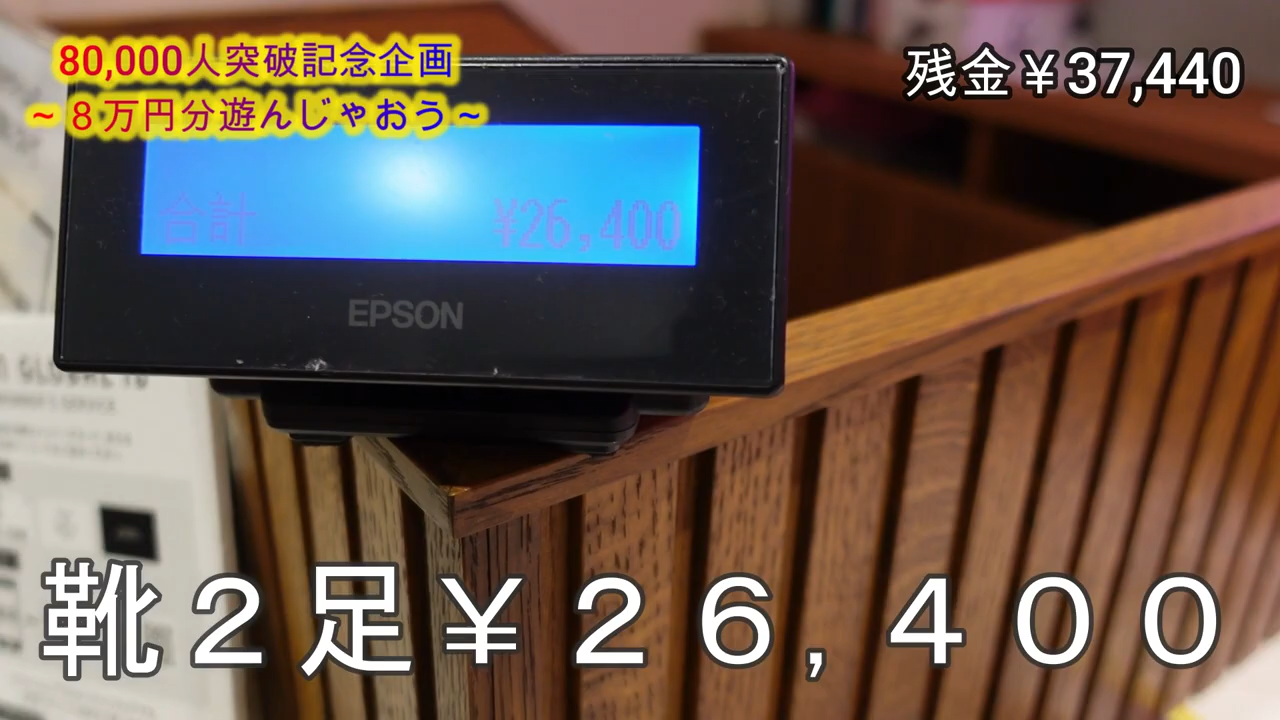 80,000人突破記念企画
～８万円分遊んじゃおう～
残金￥37,440
合計 ¥26,400
EPSON
靴２足￥２６,４００